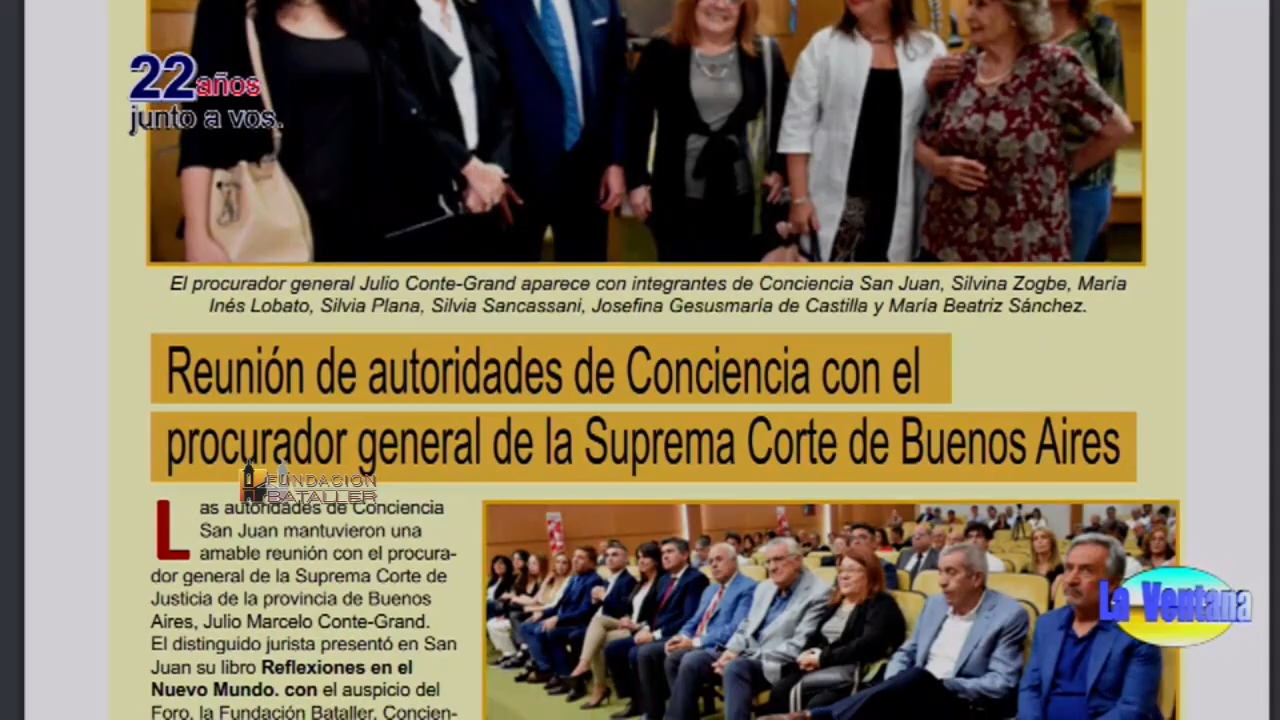 22 años
junto a vos.
El procurador general Julio Conte-Grand aparece con integrantes de Conciencia San Juan, Silvina Zogbe, María
Inés Lobato, Silvia Plana, Silvia Sancassani, Josefina Gesusmaría de Castilla y María Beatriz Sánchez.
Reunión de autoridades de Conciencia con el
procurador general de la Suprema Corte de Buenos Aires
FUNDACIÓN
BATALLER
Las autoridades de Conciencia
San Juan mantuvieron una
amable reunión con el procura-
dor general de la Suprema Corte de
Justicia de la provincia de Buenos
Aires, Julio Marcelo Conte-Grand.
El distinguido jurista presentó en San
Juan su libro Reflexiones en el
Nuevo Mundo. con el auspicio del
Foro, la Fundación Bataller, Concien-
La Ventana